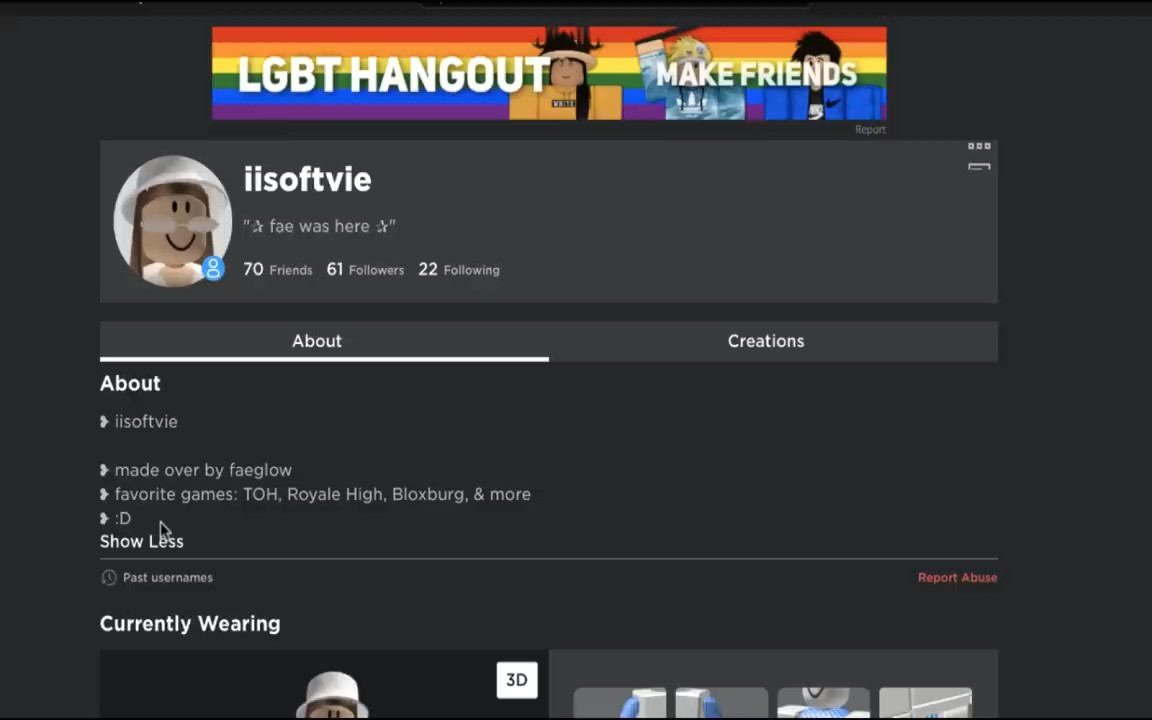 LGBT HANGOUT MAKE FRIENDS
WRITE
Report
iisoftvie
"✰ fae was here ✰"
70 Friends 61 Followers 22 Following
About Creations
About
❥ iisoftvie
❥ made over by faeglow
❥ favorite games: TOH, Royale High, Bloxburg, & more
❥ :D
Show Less
Past usernames Report Abuse
Currently Wearing
3D